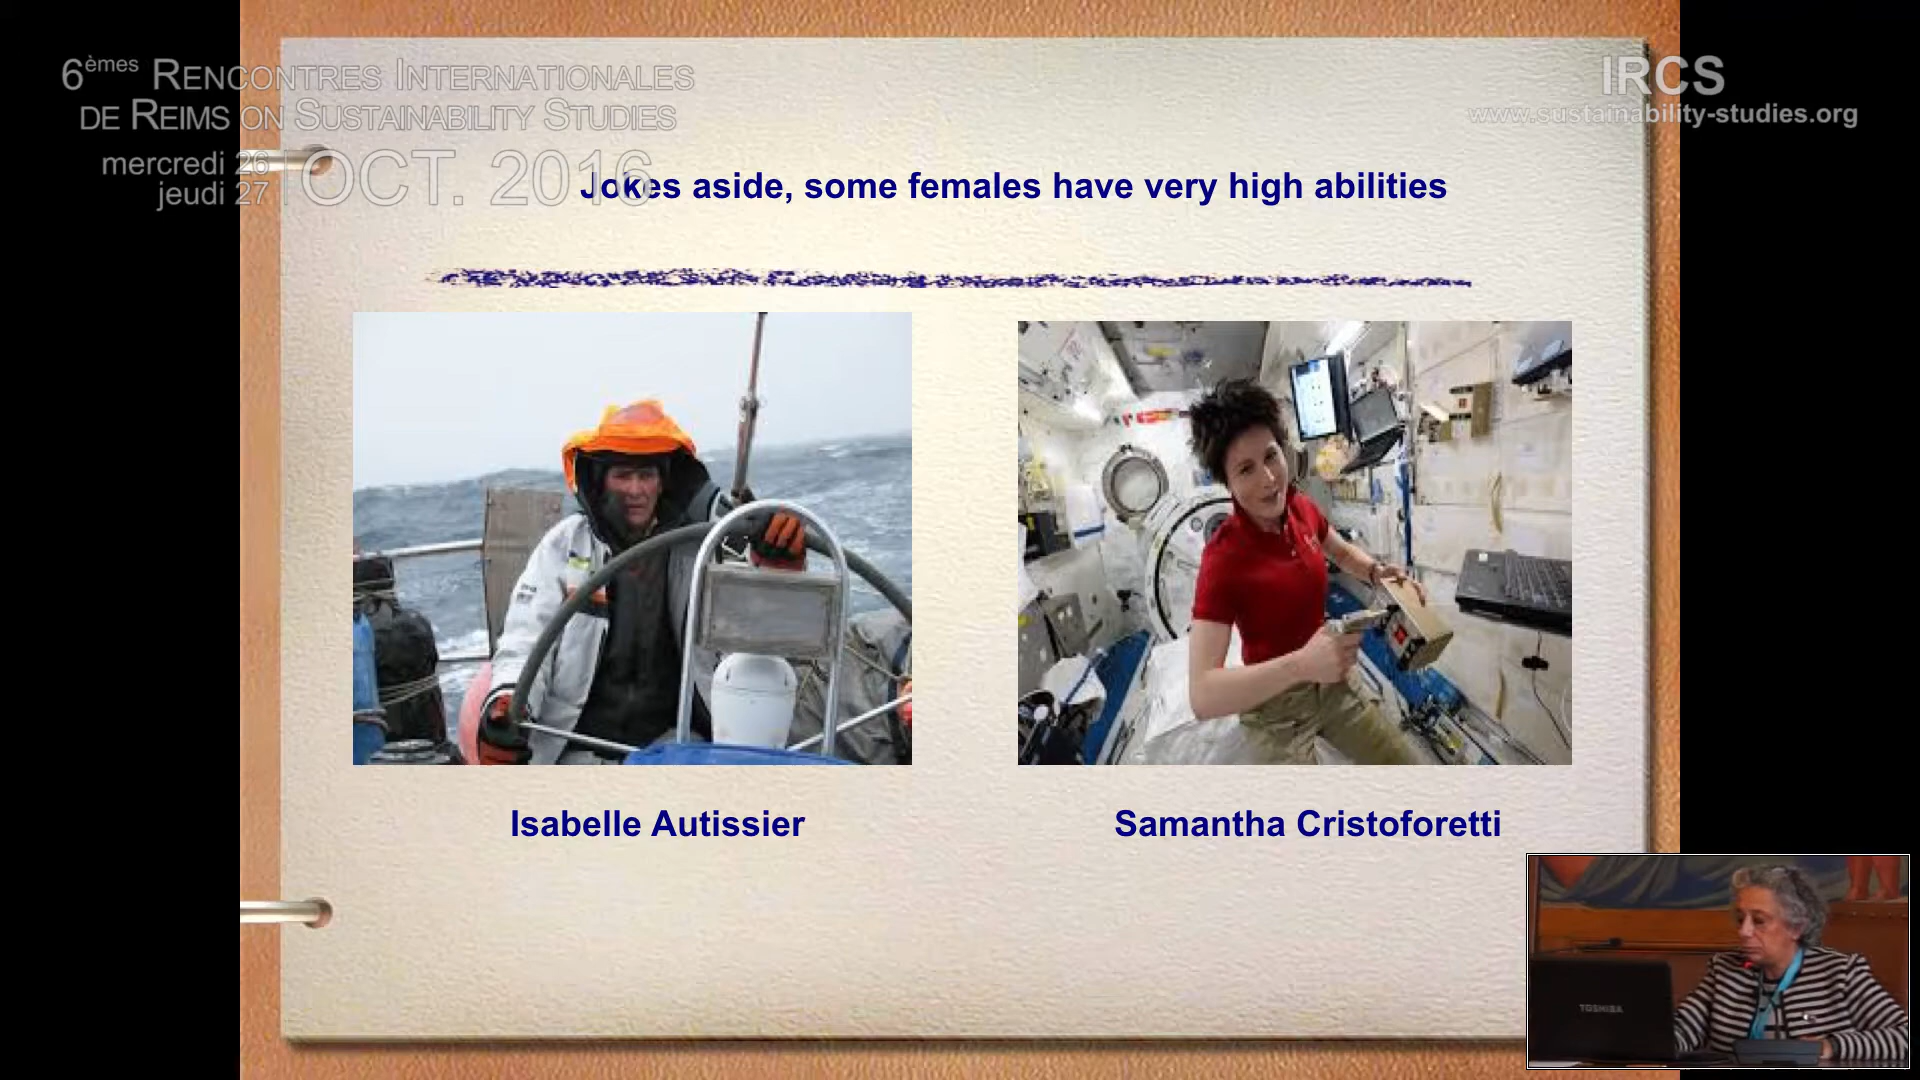 6èmes RENCONTRES INTERNATIONALES
DE REIMS ON SUSTAINABILITY STUDIES
mercredi 26
jeudi 27
OCT. 2016
IRCS
www.sustainability-studies.org
Jokes aside, some females have very high abilities
Isabelle Autissier
Samantha Cristoforetti
TOSHIBA